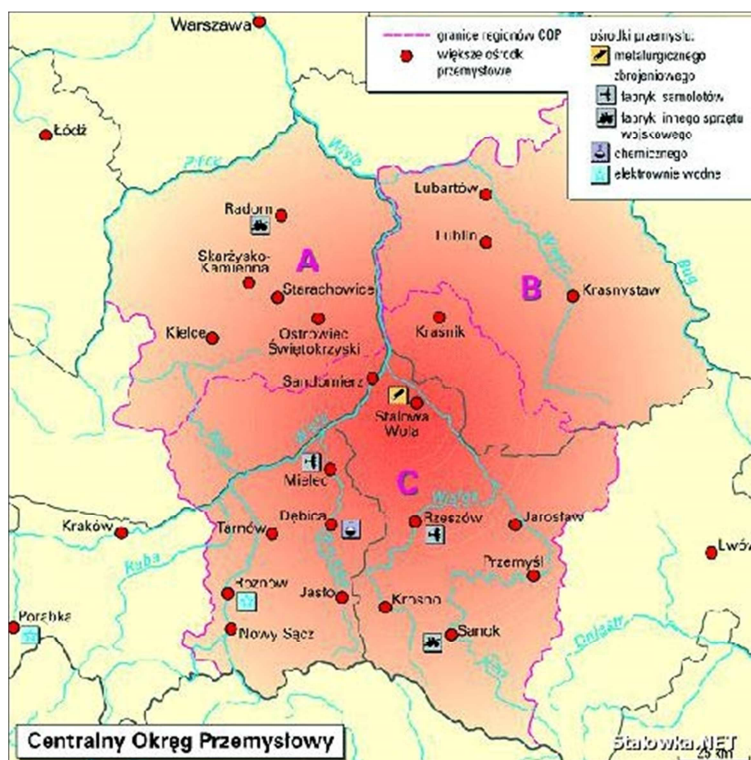 Warszawa
granice regionów COP
większe ośrodk
przemysłowe
ośrodki przemysłu:
metalurgicznego
zbrojeniowego
fabryk samolotów
fabryk innego sprzętu
wojskowego
chemicznego
elektrownie wodne
Łódź
Wisła
Lubartów
Radom
Lublin
Wieprz
Bug
Skarżysko-
Kamienna
A
Starachowice
B
Krasnystaw
Kielce
Ostrowiec
Świętokrzyski
Kraśnik
Sandomierz
Stalowa
Wola
Mielec
C
Kraków
Tarnów
Dębica
Rzeszów
Jarosław
Lwów
Raba
Przemyśl
Rożnów
Jasło
Krosno
Porąbka
Nowy Sącz
Sanok
San
Dniestr
Centralny Okręg Przemysłowy
Stalowka.NET
25 km